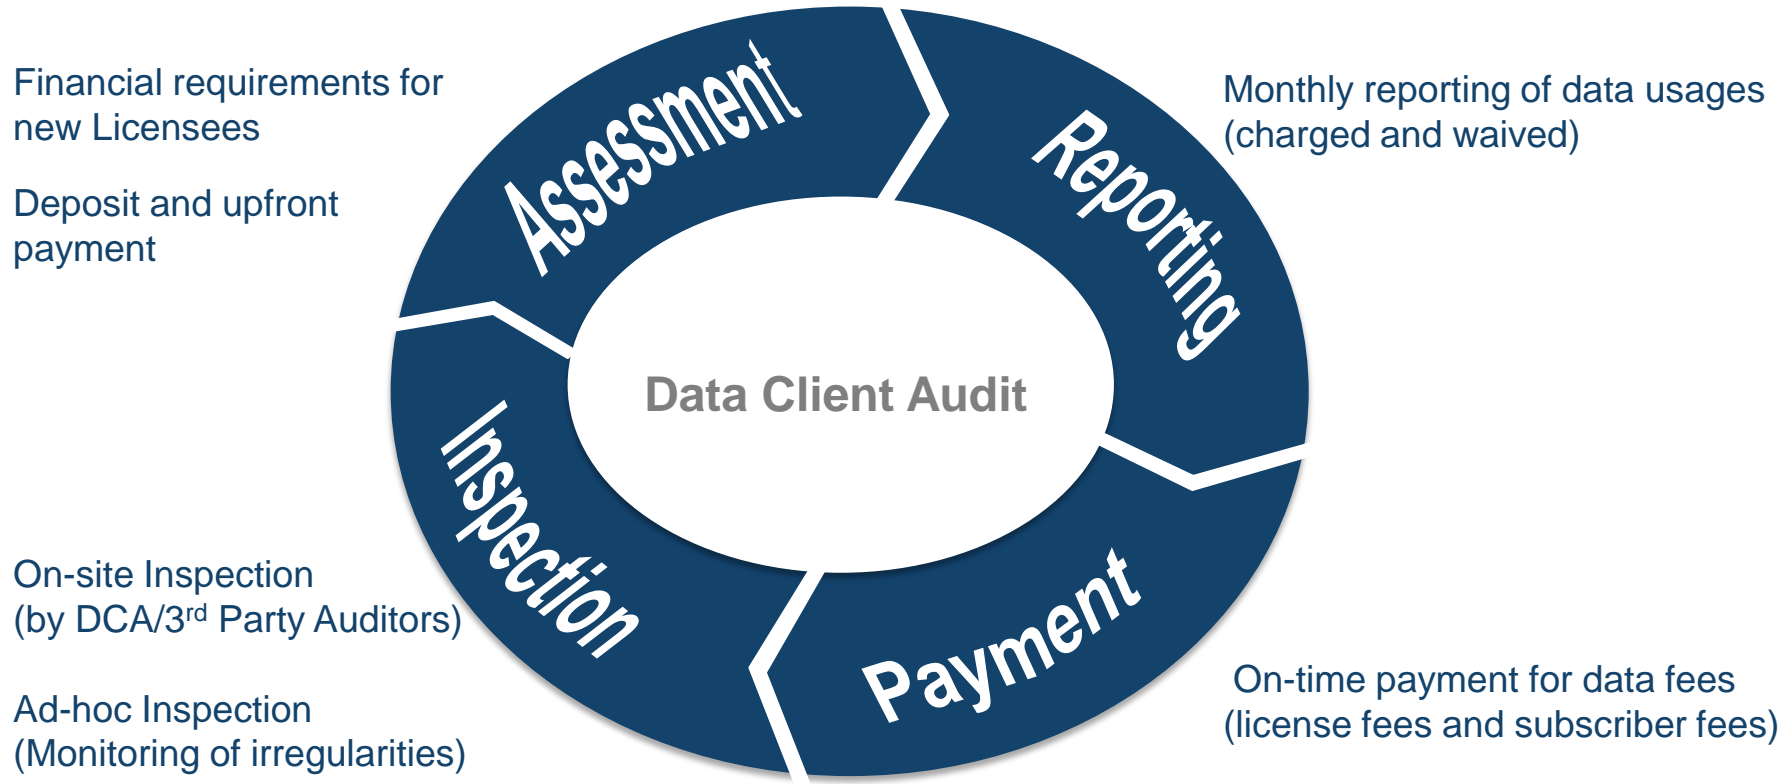 Financial requirements for
new Licensees
Deposit and upfront
payment
Assessment
Reporting
Monthly reporting of data usages
(charged and waived)
Data Client Audit
Inspection
On-site Inspection
(by DCA/3rd Party Auditors)
Ad-hoc Inspection
(Monitoring of irregularities)
Payment
On-time payment for data fees
(license fees and subscriber fees)